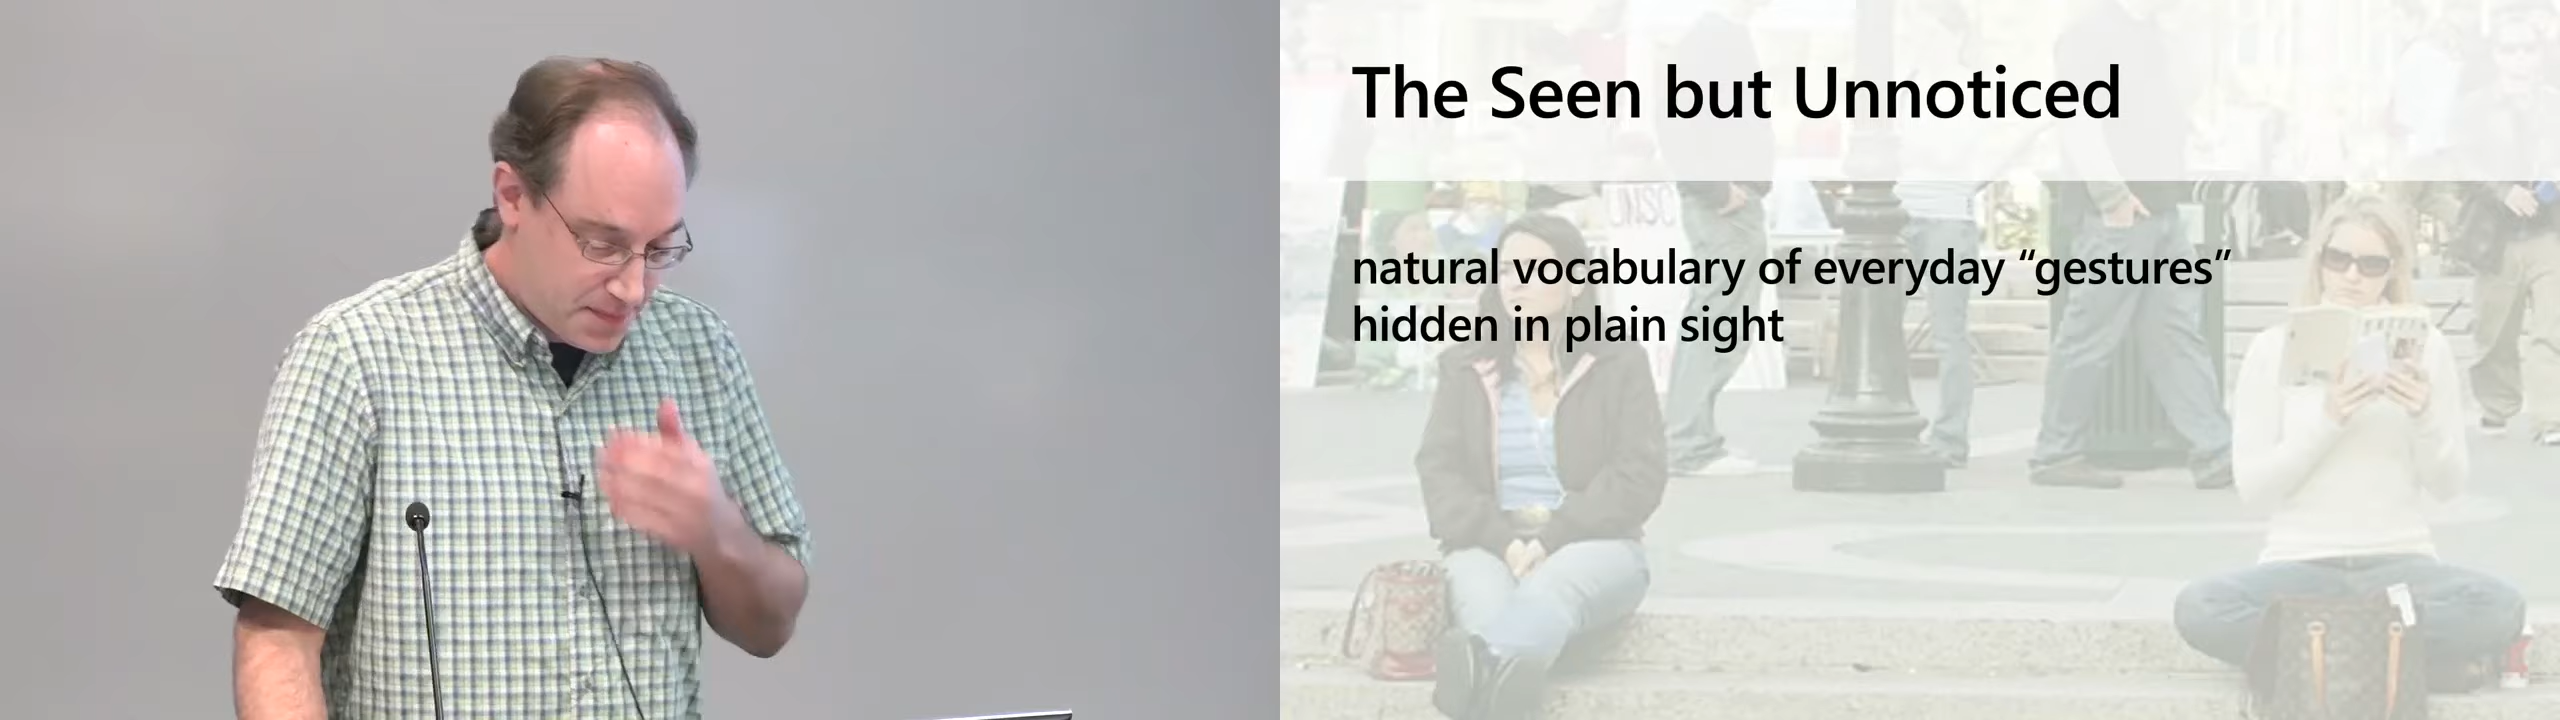 The Seen but Unnoticed
natural vocabulary of everyday “gestures”
hidden in plain sight